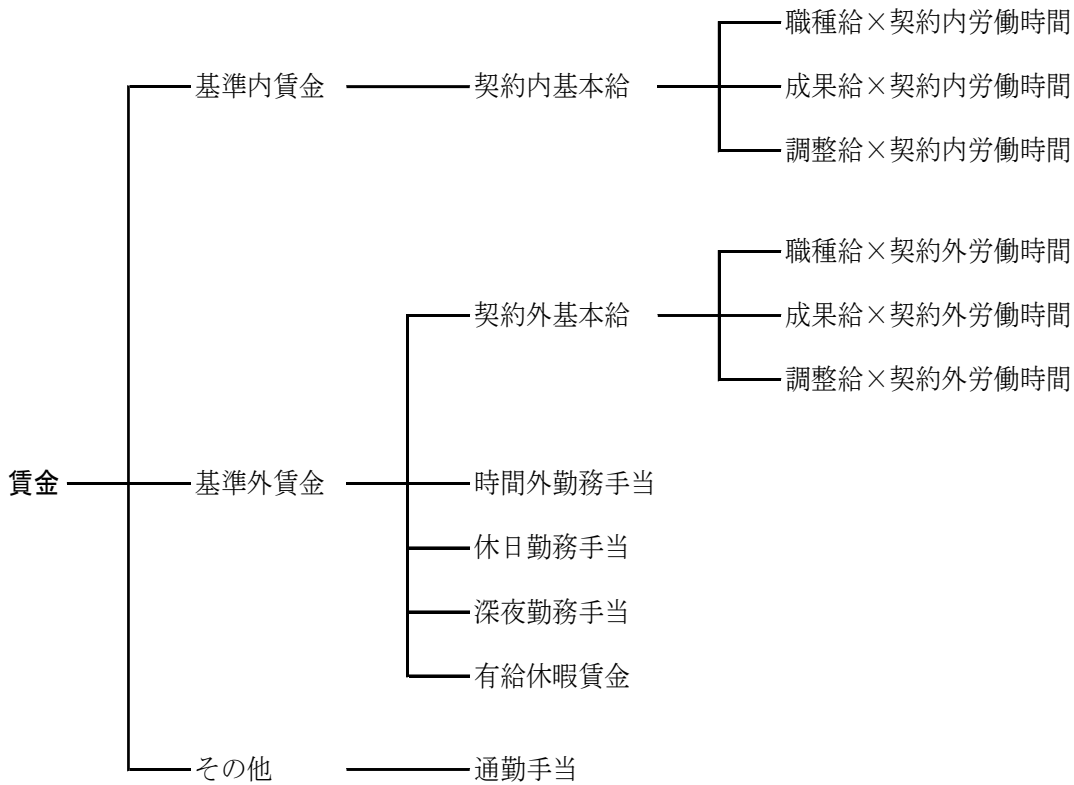 職種給×契約内労働時間
基準内賃金 契約内基本給 成果給×契約内労働時間
調整給×契約内労働時間
職種給×契約外労働時間
契約外基本給 成果給×契約外労働時間
調整給×契約外労働時間
賃金 基準外賃金 時間外勤務手当
休日勤務手当
深夜勤務手当
有給休暇賃金
その他 通勤手当